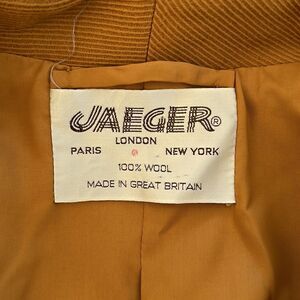 JAEGER®
LONDON
PARIS NEW YORK
100% WOOL
MADE IN GREAT BRITAIN